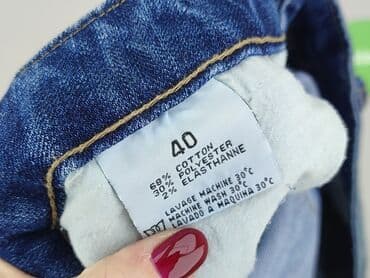 40
68% COTTON
30% POLYESTER
2% ELASTHANNE
LAVAGE MACHINE 30°C
MACHINE WASH 30°C
LAVADO A MAQUINA 30°C